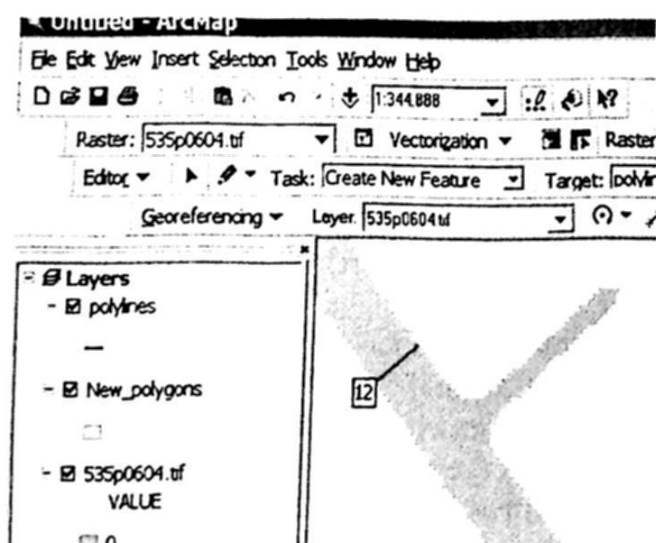 Untitled - ArcMap
File Edit View Insert Selection Tools Window Help
1:344.888
Raster: 535p0604.tif Vectorization Raster
Editor Task: Create New Feature Target: polylin
Georeferencing Layer: 535p0604.tif
Layers
polylines
12
New_polygons
535p0604.tif
VALUE
0